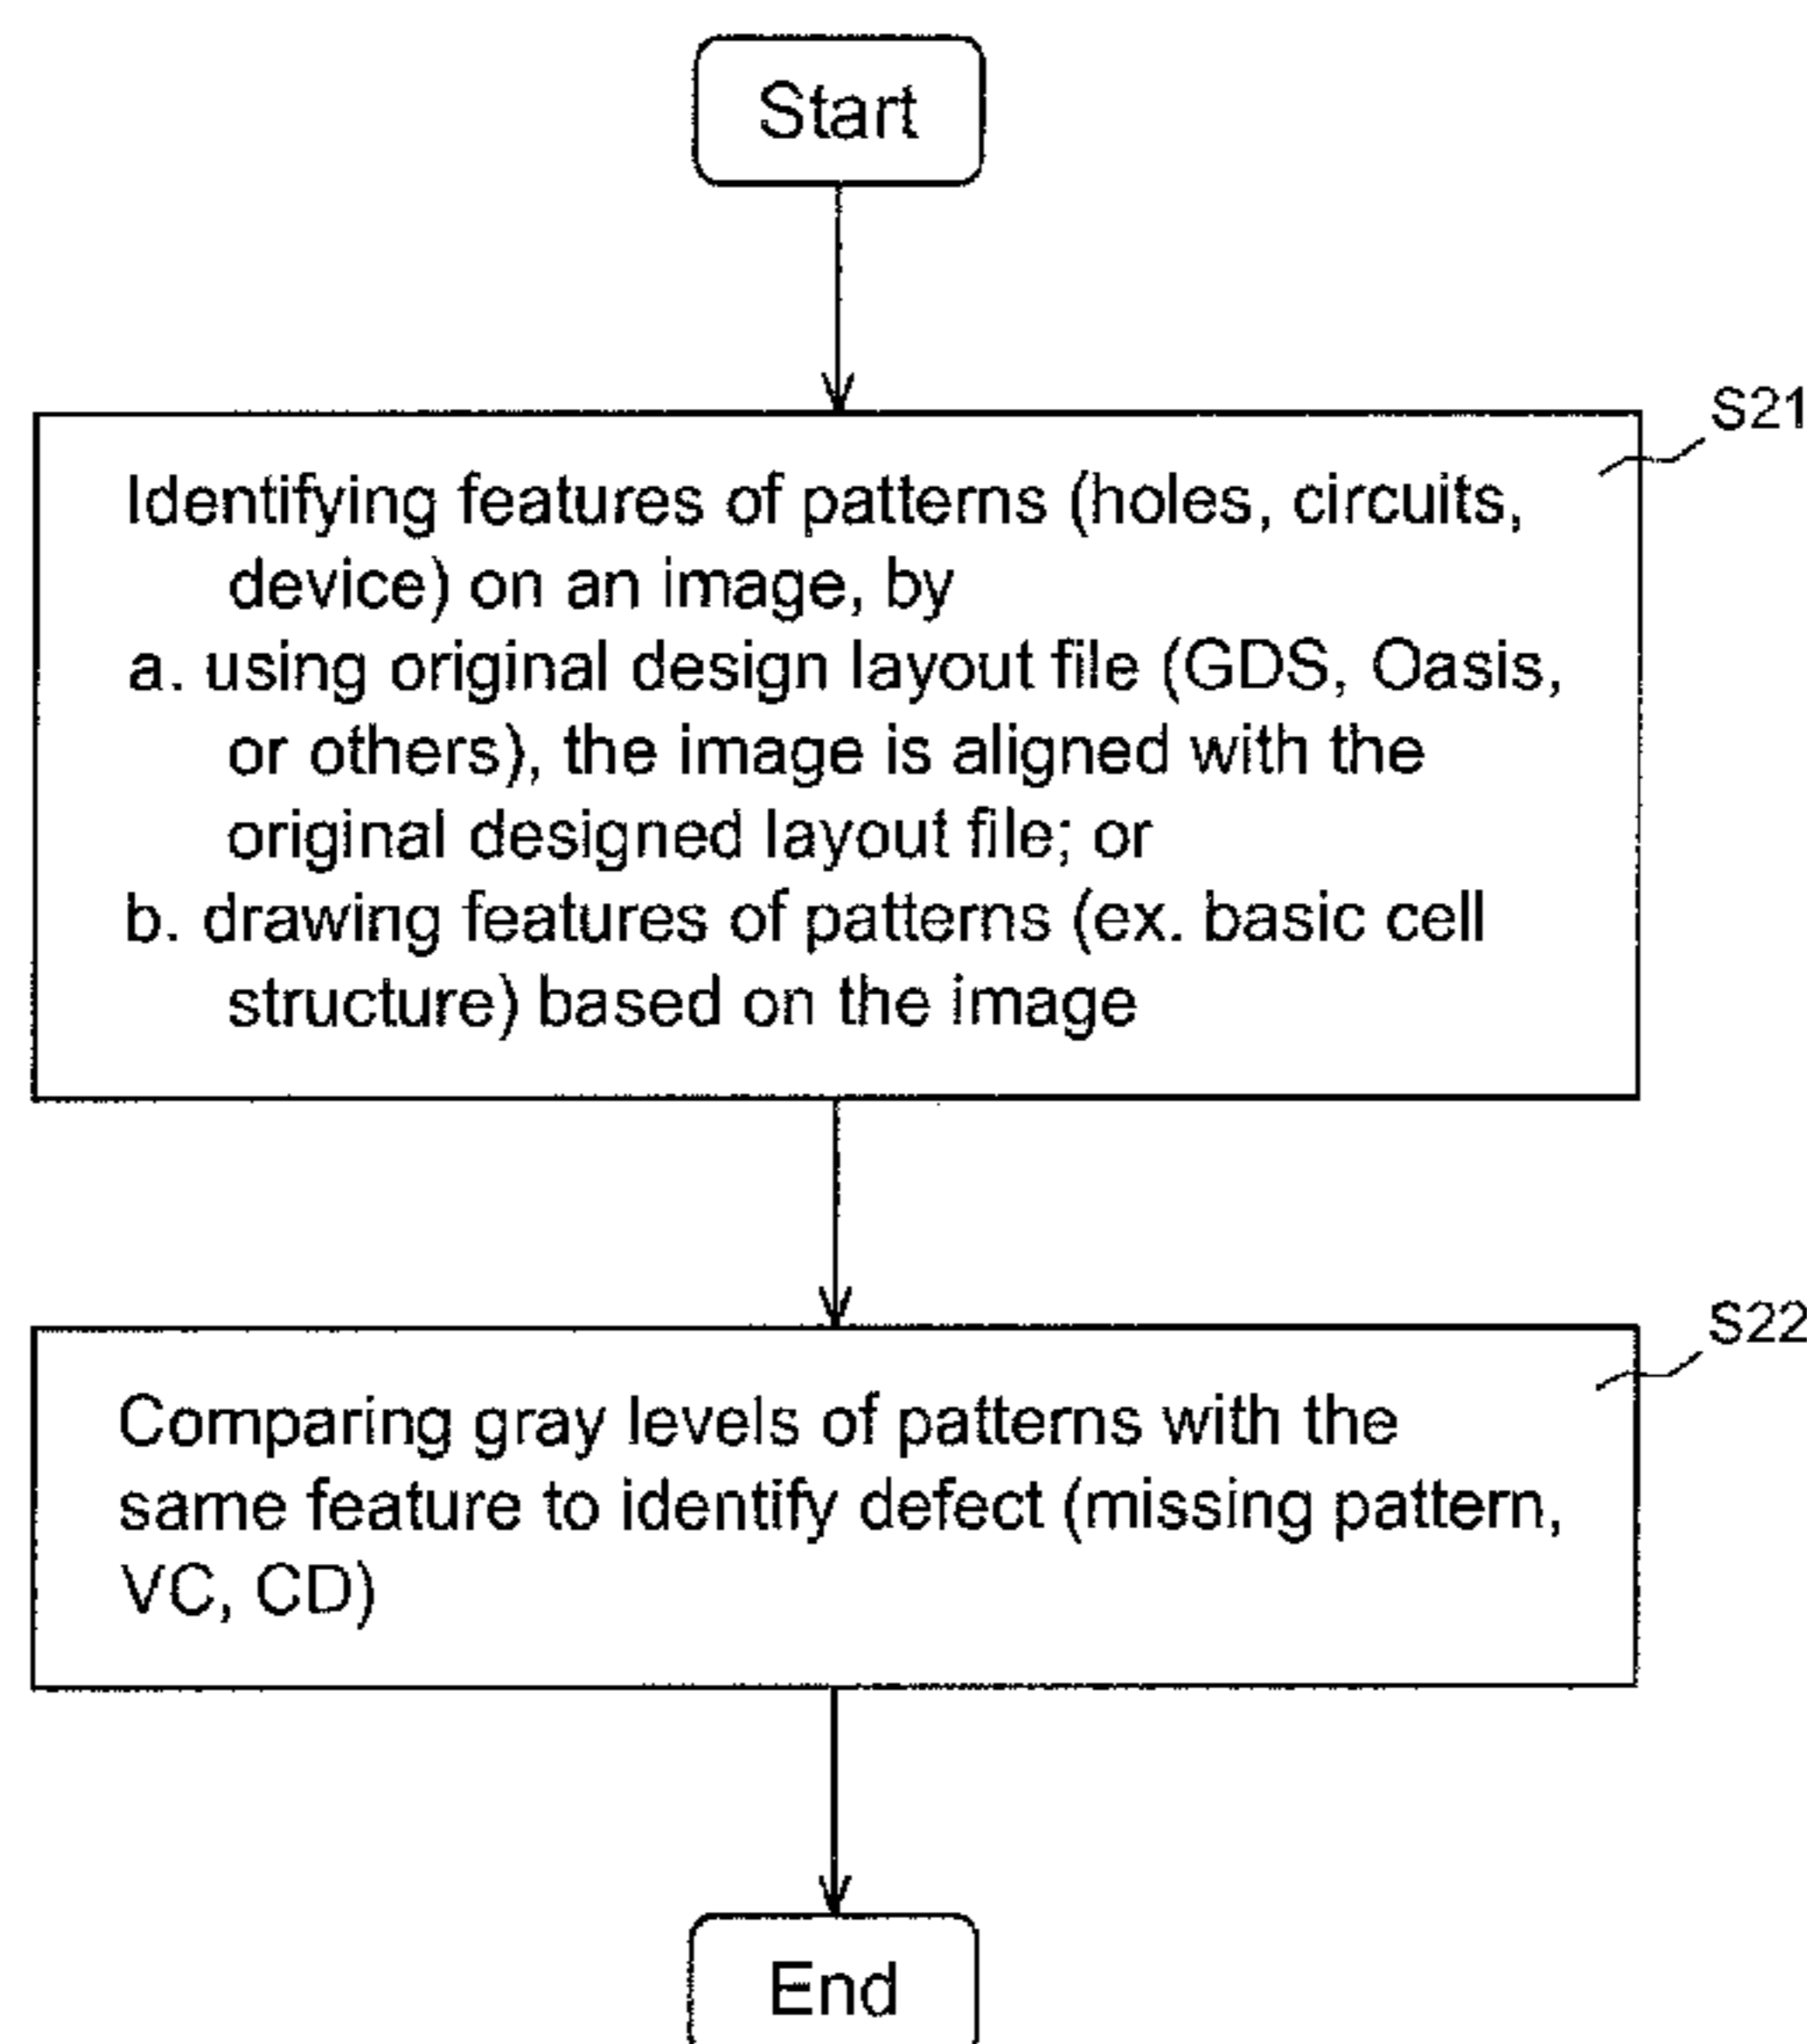 Start
S21
Identifying features of patterns (holes, circuits,
device) on an image, by
a. using original design layout file (GDS, Oasis,
or others), the image is aligned with the
original designed layout file; or
b. drawing features of patterns (ex. basic cell
structure) based on the image
S22
Comparing gray levels of patterns with the
same feature to identify defect (missing pattern,
VC, CD)
End